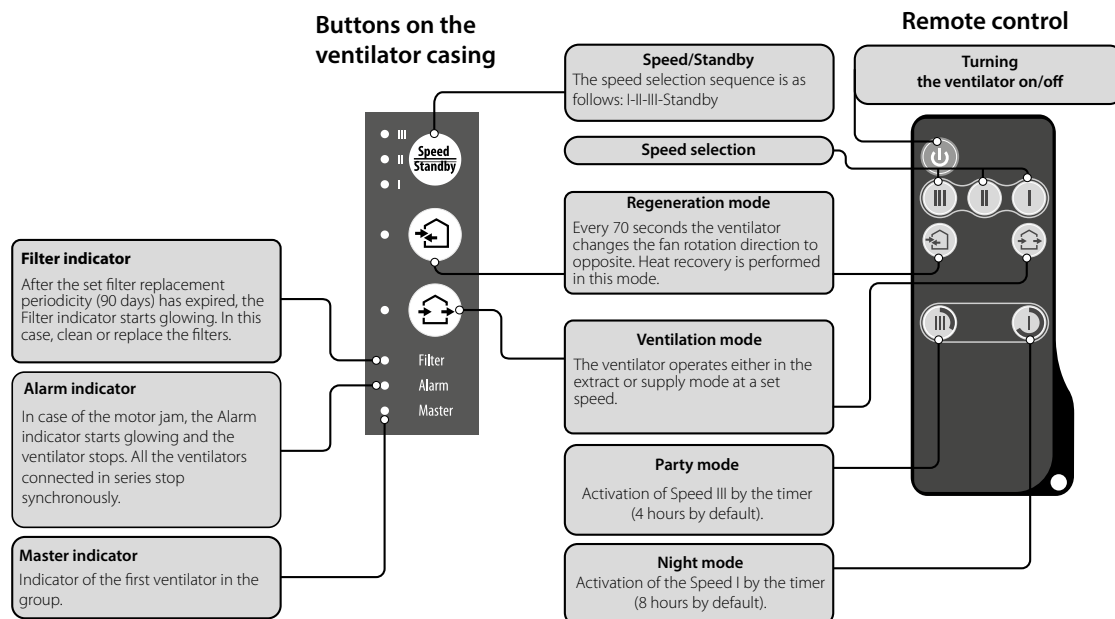 Buttons on the
ventilator casing
Remote control
Speed/Standby
The speed selection sequence is as
follows: I-II-III-Standby
Turning
the ventilator on/off
III
II
I
Speed
Standby
Speed selection
III
II
I
Regeneration mode
Every 70 seconds the ventilator
changes the fan rotation direction to
opposite. Heat recovery is performed
in this mode.
Filter indicator
After the set filter replacement
periodicity (90 days) has expired, the
Filter indicator starts glowing. In this
case, clean or replace the filters.
Filter
Alarm
Master
Ventilation mode
The ventilator operates either in the
extract or supply mode at a set
speed.
III
I
Alarm indicator
In case of the motor jam, the Alarm
indicator starts glowing and the
ventilator stops. All the ventilators
connected in series stop
synchronously.
Party mode
Activation of Speed III by the timer
(4 hours by default).
Master indicator
Indicator of the first ventilator in the
group.
Night mode
Activation of the Speed I by the timer
(8 hours by default).